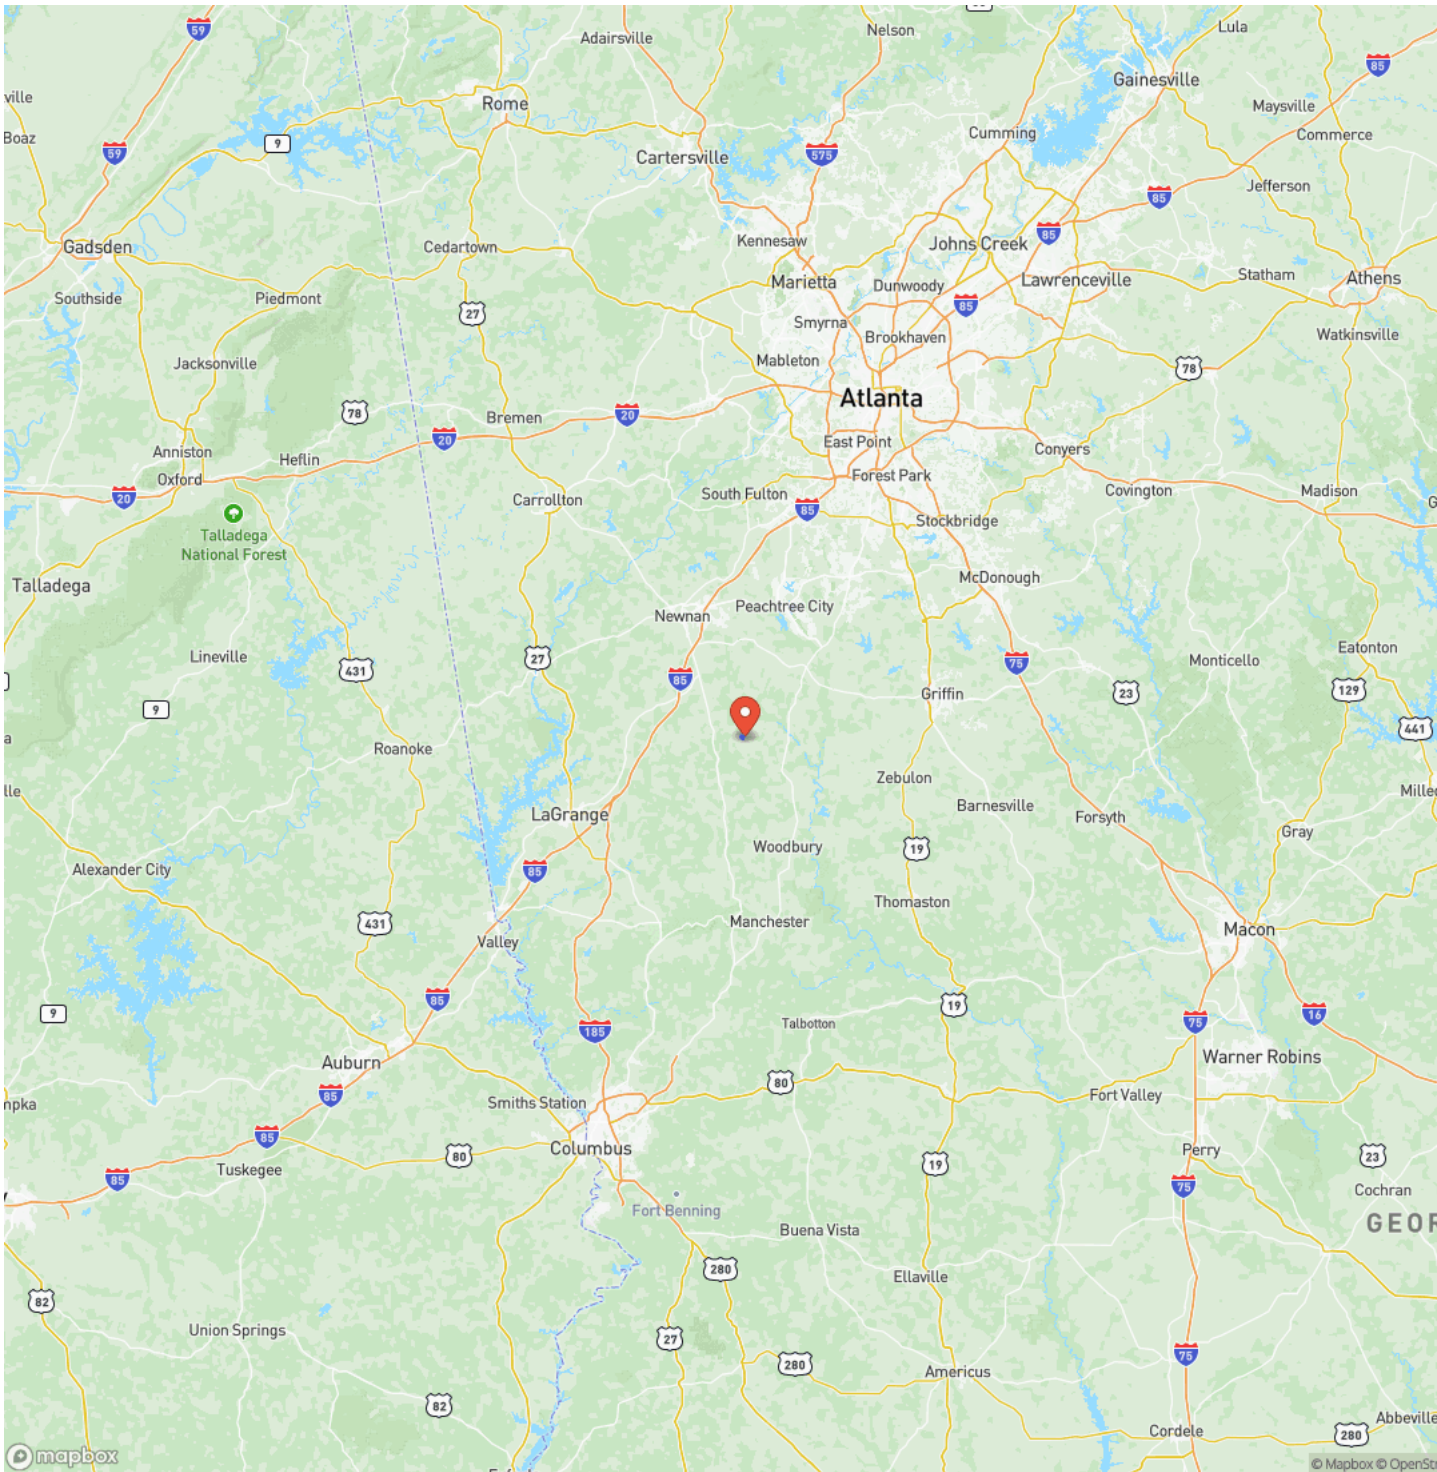 59
Adairsville
Nelson
Lula
85
Gainesville
ville
Rome
Maysville
Boaz
9
Cumming
Commerce
59
Cartersville
575
85
Jefferson
Gadsden
Cedartown
Kennesaw
Johns Creek
85
Southside
Piedmont
27
Marietta
Dunwoody
85
Lawrenceville
Statham
Athens
Smyrna
Brookhaven
Watkinsville
Jacksonville
Mableton
78
78
Bremen
20
Atlanta
20
Anniston
Heflin
East Point
Conyers
Oxford
20
Carrollton
South Fulton
Forest Park
Covington
Madison
G
85
Stockbridge
Talladega
National Forest
Talladega
McDonough
Newnan
Peachtree City
Lineville
431
27
85
75
Monticello
Eatonton
9
Griffin
23
129
441
a
Roanoke
lle
Zebulon
Milled
LaGrange
Barnesville
Forsyth
Gray
Alexander City
85
Woodbury
19
431
Thomaston
Valley
Manchester
Macon
9
85
185
Talbotton
19
75
16
Auburn
Warner Robins
mpka
85
80
Smiths Station
Fort Valley
85
80
Columbus
19
Perry
23
Tuskegee
85
75
Cochran
Fort Benning
GEOR
Buena Vista
82
280
Ellaville
Union Springs
27
280
75
Americus
82
Abbeville
Cordele
280
mapbox
© Mapbox © OpenStr